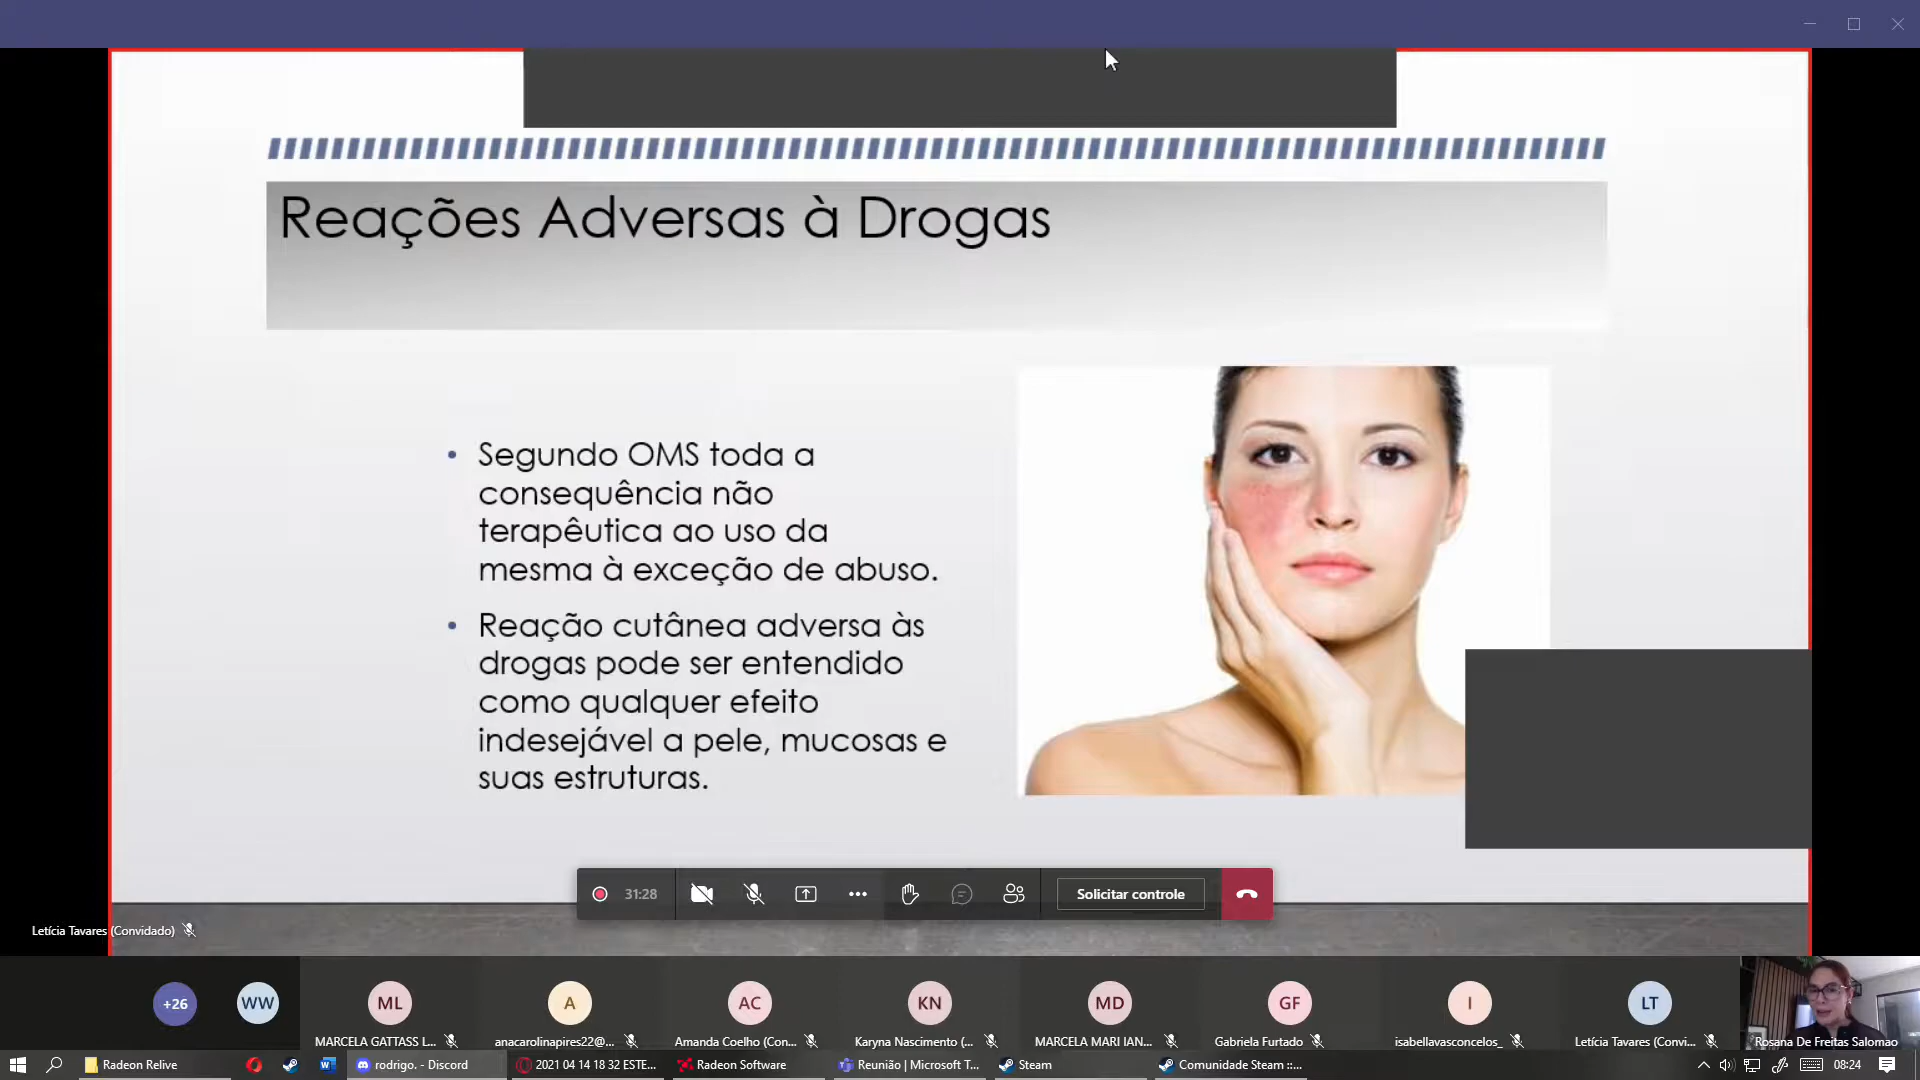 Reações Adversas à Drogas
• Segundo OMS toda a
consequência não
terapêutica ao uso da
mesma à exceção de abuso.
• Reação cutânea adversa às
drogas pode ser entendido
como qualquer efeito
indesejável a pele, mucosas e
suas estruturas.
31:28
Solicitar controle
Letícia Tavares (Convidado)
+26
WW
ML
A
AC
KN
MD
GF
I
LT
MARCELA GATTASS L...
anacarolinapires22@...
Amanda Coelho (Con...
Karyna Nascimento (...
MARCELA MARI IAN...
Gabriela Furtado
isabellavasconcelos_
Letícia Tavares (Convi...
Rosana De Freitas Salomao
Radeon Relive
rodrigo. - Discord
2021 04 14 18 32 ESTE...
Radeon Software
Reunião | Microsoft T...
Steam
Comunidade Steam ::...
08:24